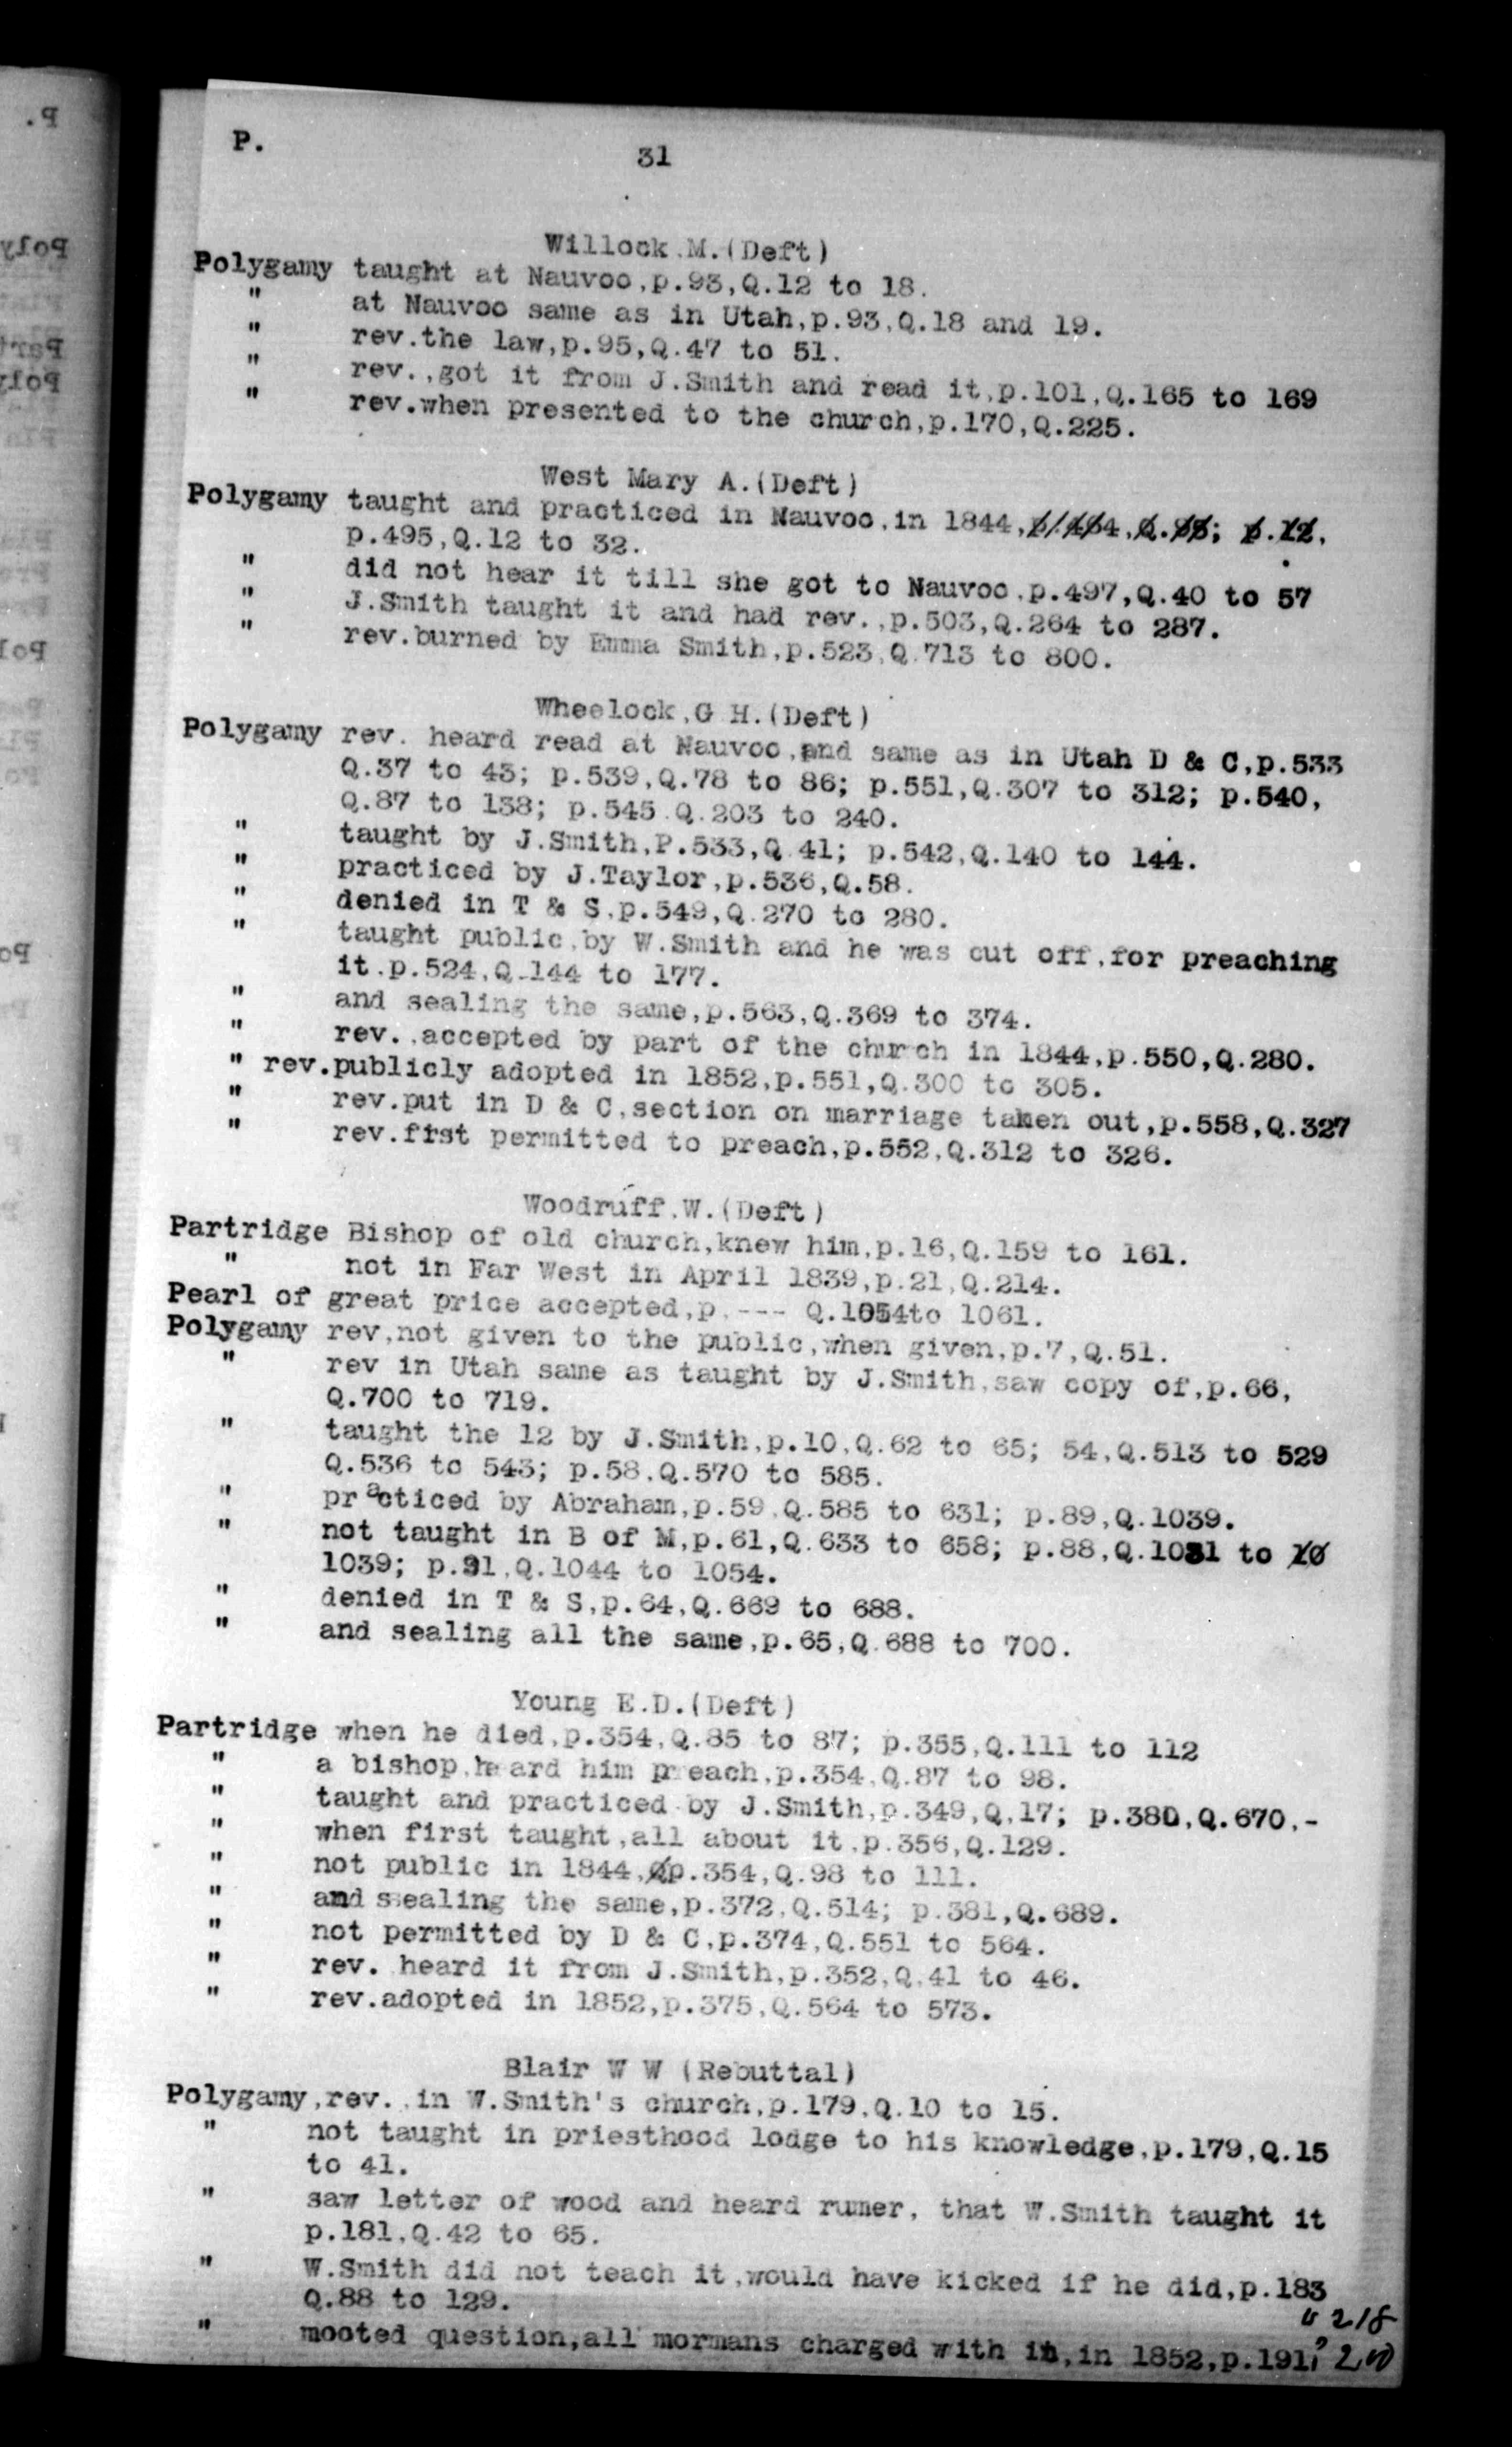 P.
31
Willock.M.(Deft)
Polygamy taught at Nauvoo,p.93,Q.12 to 18.
" at Nauvoo same as in Utah,p.93,Q.18 and 19.
" rev.the law,p.95,Q.47 to 51.
" rev.,got it from J.Smith and read it,p.101,Q.165 to 169
" rev.when presented to the church,p.170,Q.225.
West Mary A.(Deft)
Polygamy taught and practiced in Nauvoo,in 1844,
p.495,Q.12 to 32.
" did not hear it till she got to Nauvoo,p.497,Q.40 to 57
" J.Smith taught it and had rev.,p.503,Q.264 to 287.
" rev.burned by Emma Smith,p.523,Q.713 to 800.
Wheelock,G H.(Deft)
Polygamy rev. heard read at Nauvoo,and same as in Utah D & C,p.533
Q.37 to 43; p.539,Q.78 to 86; p.551,Q.307 to 312; p.540,
Q.87 to 138; p.545 Q.203 to 240.
" taught by J.Smith,P.533,Q 41; p.542,Q.140 to 144.
" practiced by J.Taylor,p.536,Q.58.
" denied in T & S,p.549,Q.270 to 280.
" taught public,by W.Smith and he was cut off,for preaching
it.p.524,Q.144 to 177.
" and sealing the same,p.563,Q.369 to 374.
" rev.,accepted by part of the church in 1844,p.550,Q.280.
" rev.publicly adopted in 1852,p.551,Q.300 to 305.
" rev.put in D & C,section on marriage taken out,p.558,Q.327
" rev.first permitted to preach,p.552,Q.312 to 326.
Woodruff.W.(Deft)
Partridge Bishop of old church,knew him,p.16,Q.159 to 161.
" not in Far West in April 1839,p.21,Q.214.
Pearl of great price accepted,p.--- Q.1054to 1061.
Polygamy rev,not given to the public,when given,p.7,Q.51.
" rev in Utah same as taught by J.Smith,saw copy of,p.66,
Q.700 to 719.
" taught the 12 by J.Smith,p.10,Q.62 to 65; 54,Q.513 to 529
Q.536 to 543; p.58,Q.570 to 585.
" practiced by Abraham,p.59,Q.585 to 631; p.89,Q.1039.
" not taught in B of M,p.61,Q.633 to 658; p.88,Q.1031 to 10
1039; p.91,Q.1044 to 1054.
" denied in T & S,p.64,Q.669 to 688.
" and sealing all the same,p.65,Q.688 to 700.
Young E.D.(Deft)
Partridge when he died,p.354,Q.85 to 87; p.355,Q.111 to 112
" a bishop,heard him preach,p.354,Q.87 to 98.
" taught and practiced by J.Smith,p.349,Q,17; p.380,Q.670,-
" when first taught,all about it,p.356,Q.129.
" not public in 1844,p.354,Q.98 to 111.
" and ssealing the same,p.372,Q.514; p.381,Q.689.
" not permitted by D & C,p.374,Q.551 to 564.
" rev. heard it from J.Smith,p.352,Q,41 to 46.
" rev.adopted in 1852,p.375,Q.564 to 573.
Blair W W (Rebuttal)
Polygamy,rev.,in W.Smith's church,p.179,Q.10 to 15.
" not taught in priesthood lodge to his knowledge,p.179,Q.15
to 41.
" saw letter of wood and heard rumer, that W.Smith taught it
p.181,Q.42 to 65.
" W.Smith did not teach it,would have kicked if he did,p.183
Q.88 to 129.
" 218
" mooted question,all mormans charged with it,in 1852,p.191;